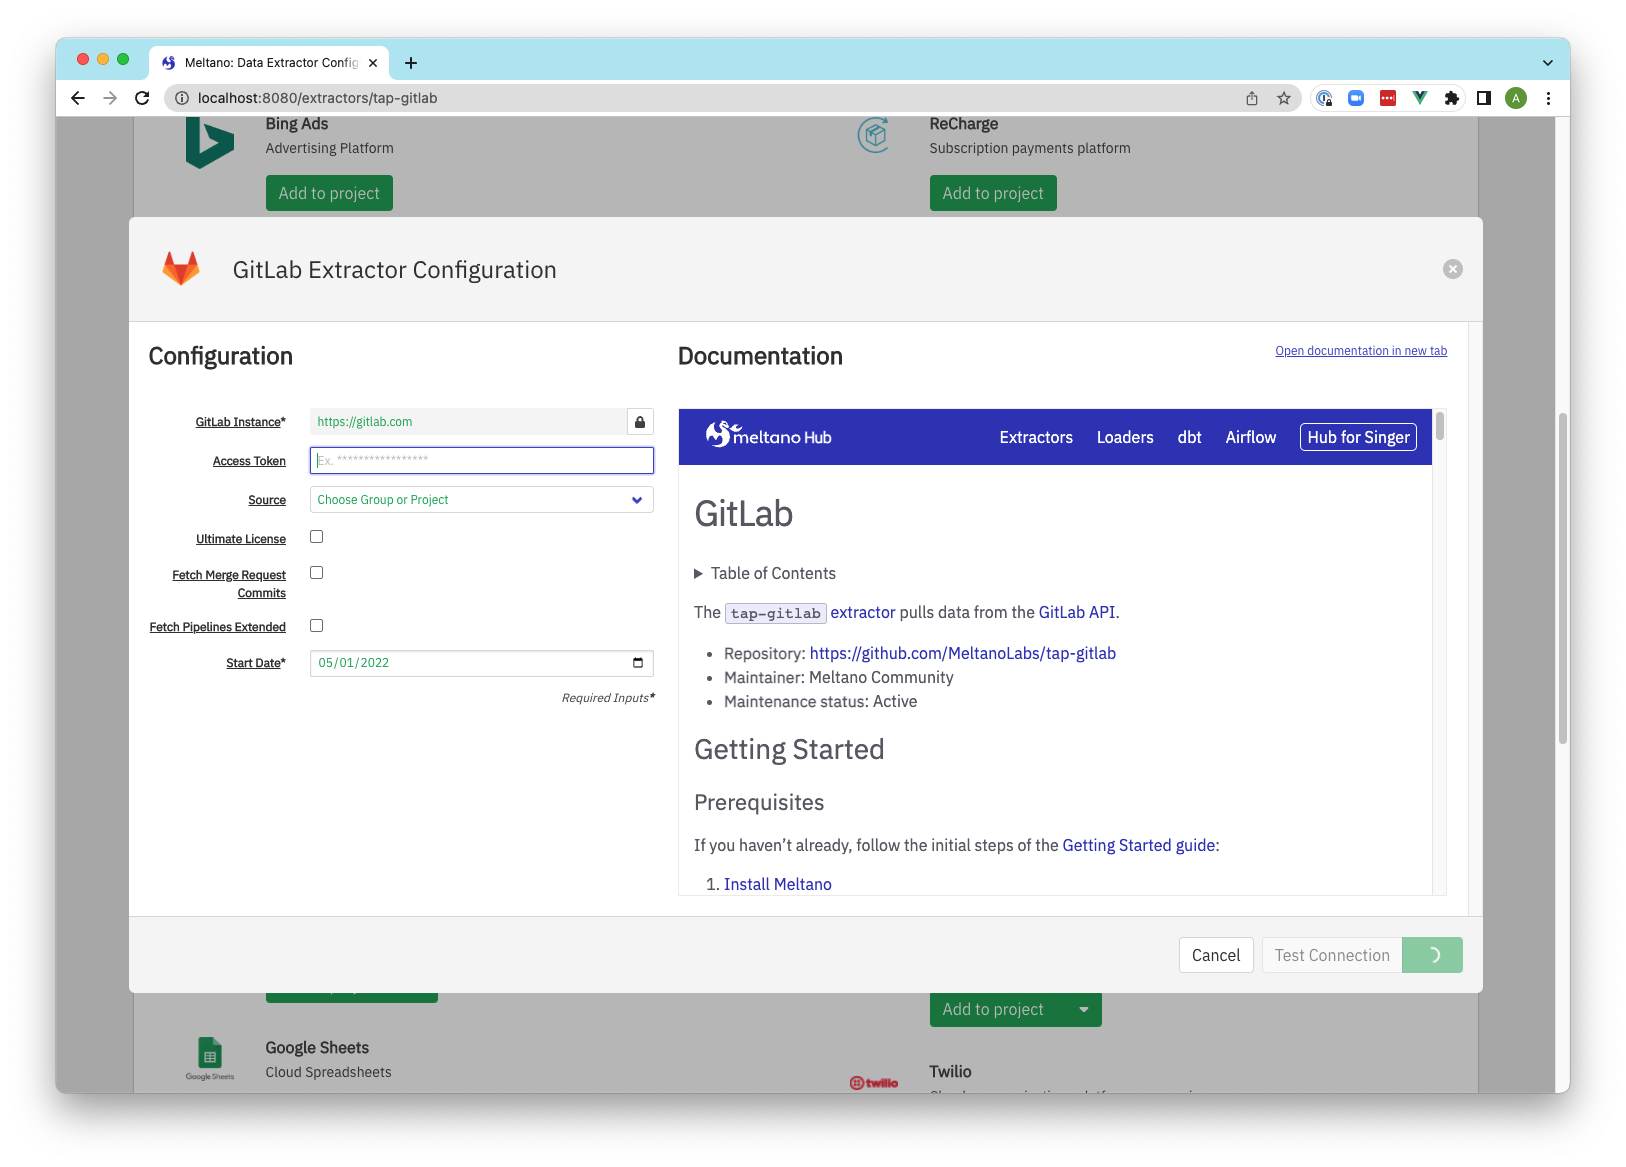 Meltano: Data Extractor Config
localhost:8080/extractors/tap-gitlab
A
Bing Ads
Advertising Platform
Add to project
ReCharge
Subscription payments platform
Add to project
GitLab Extractor Configuration
Configuration
GitLab Instance*
https://gitlab.com
Access Token
Ex. *****************
Source
Choose Group or Project
Ultimate License
Fetch Merge Request
Commits
Fetch Pipelines Extended
Start Date*
05/01/2022
Required Inputs*
Documentation
Open documentation in new tab
meltano Hub
Extractors
Loaders
dbt
Airflow
Hub for Singer
GitLab
Table of Contents
The tap-gitlab extractor pulls data from the GitLab API.
• Repository: https://github.com/MeltanoLabs/tap-gitlab
• Maintainer: Meltano Community
• Maintenance status: Active
Getting Started
Prerequisites
If you haven’t already, follow the initial steps of the Getting Started guide:
1. Install Meltano
Cancel
Test Connection
Add to project
Google Sheets
Google Sheets
Cloud Spreadsheets
twilio
Twilio